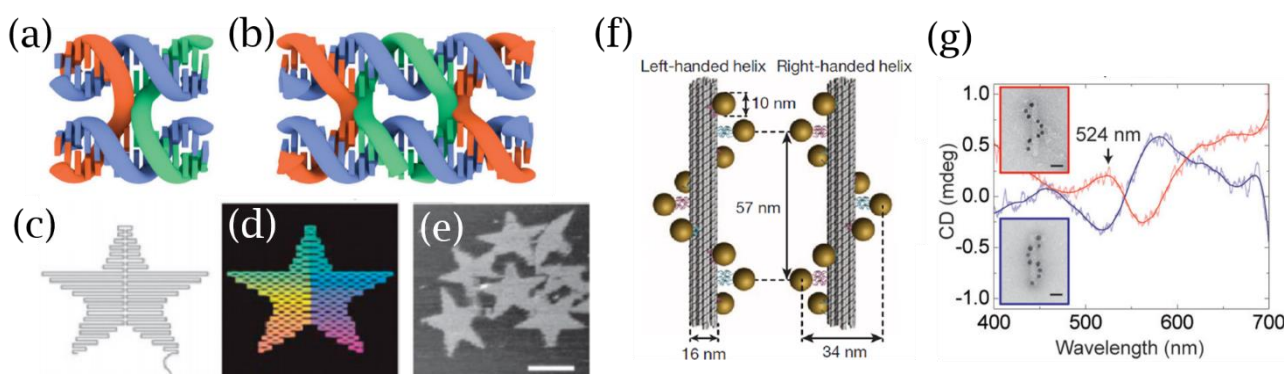 (a)
(b)
(c)
(d)
(e)
(f)
Left-handed helix Right-handed helix
10 nm
57 nm
16 nm
34 nm
(g)
CD (mdeg)
1.0
0.5
0.0
-0.5
-1.0
524 nm
400 500 600 700
Wavelength (nm)